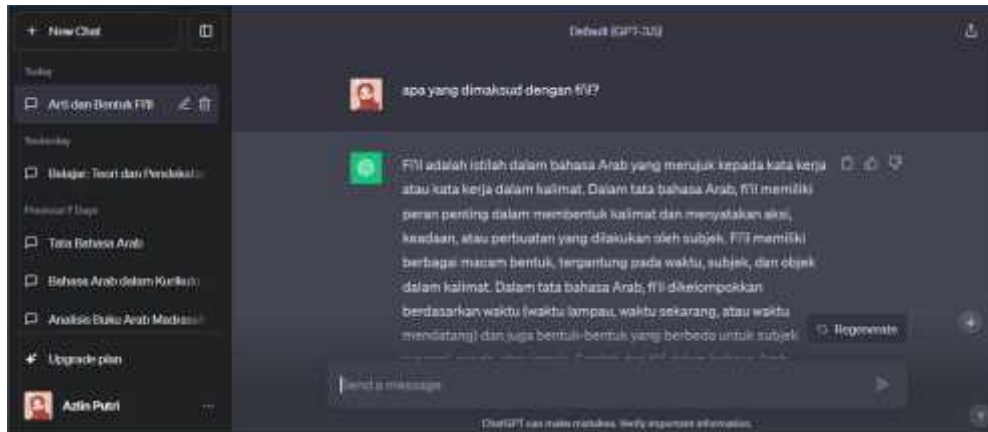 + New Chat
Default (GPT-3.5)
Today
Arti dan Bentuk Fi'il
Yesterday
Belajar: Teori dan Pendekata
Previous 7 Days
Tata Bahasa Arab
Bahasa Arab dalam Kurikulu
Analisis Buku Arab Madrasah
Upgrade plan
Azlin Putri
apa yang dimaksud dengan fi'il?
Fi'il adalah istilah dalam bahasa Arab yang merujuk kepada kata kerja
atau kata kerja dalam kalimat. Dalam tata bahasa Arab, fi'il memiliki
peran penting dalam membentuk kalimat dan menyatakan aksi,
keadaan, atau perbuatan yang dilakukan oleh subjek. Fi'il memiliki
berbagai macam bentuk, tergantung pada waktu, subjek, dan objek
dalam kalimat. Dalam tata bahasa Arab, fi'il dikelompokkan
berdasarkan waktu (waktu lampau, waktu sekarang, atau waktu
mendatang) dan juga bentuk-bentuk yang berbeda untuk subjek
Regenerate
Send a message
ChatGPT can make mistakes. Verify important information.